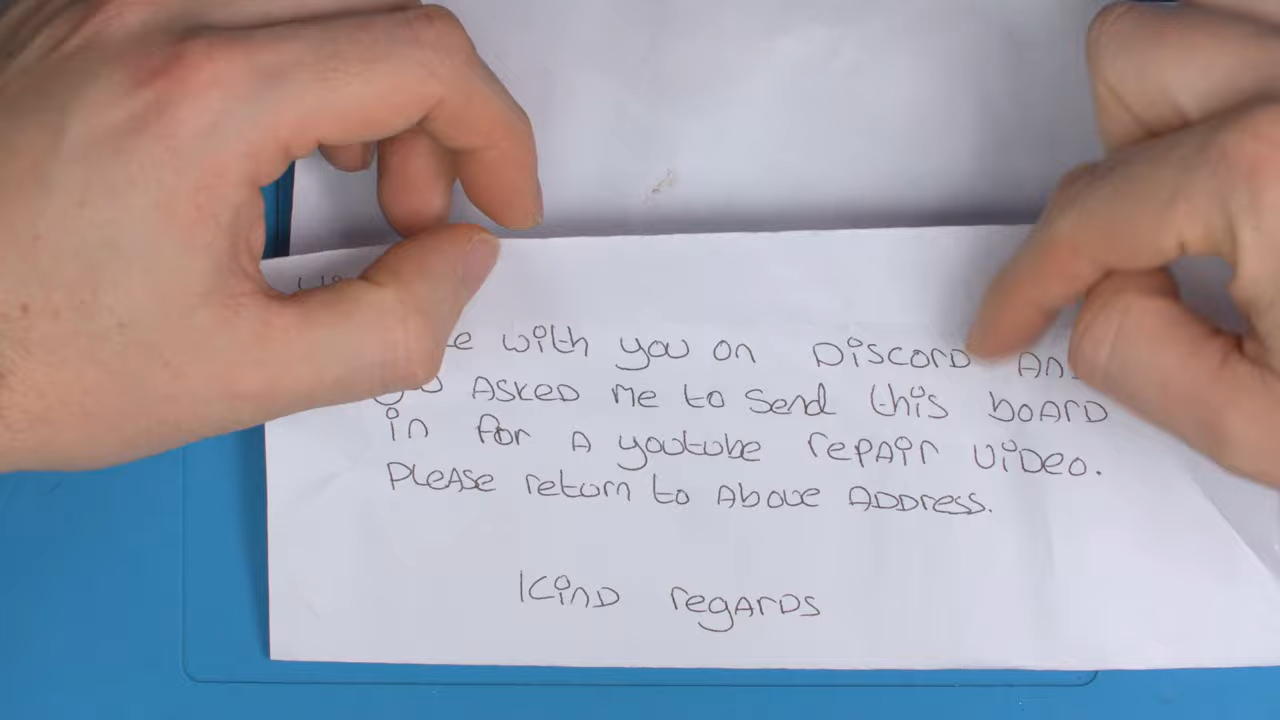 with you on Discord
Asked me to send this board
in for A youtube repair video.
Please return to Above Address.
Kind regards